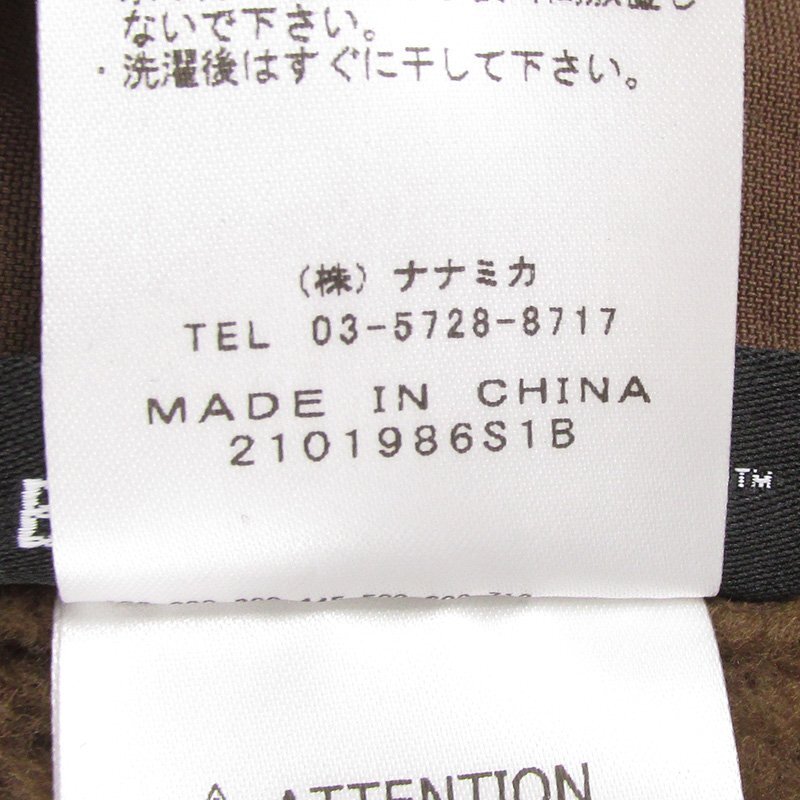 ないで下さい。
・洗濯後はすぐに干して下さい。
（株）ナナミカ
TEL 03-5728-8717
MADE IN CHINA
2101986S1B
TM
ATTENTION